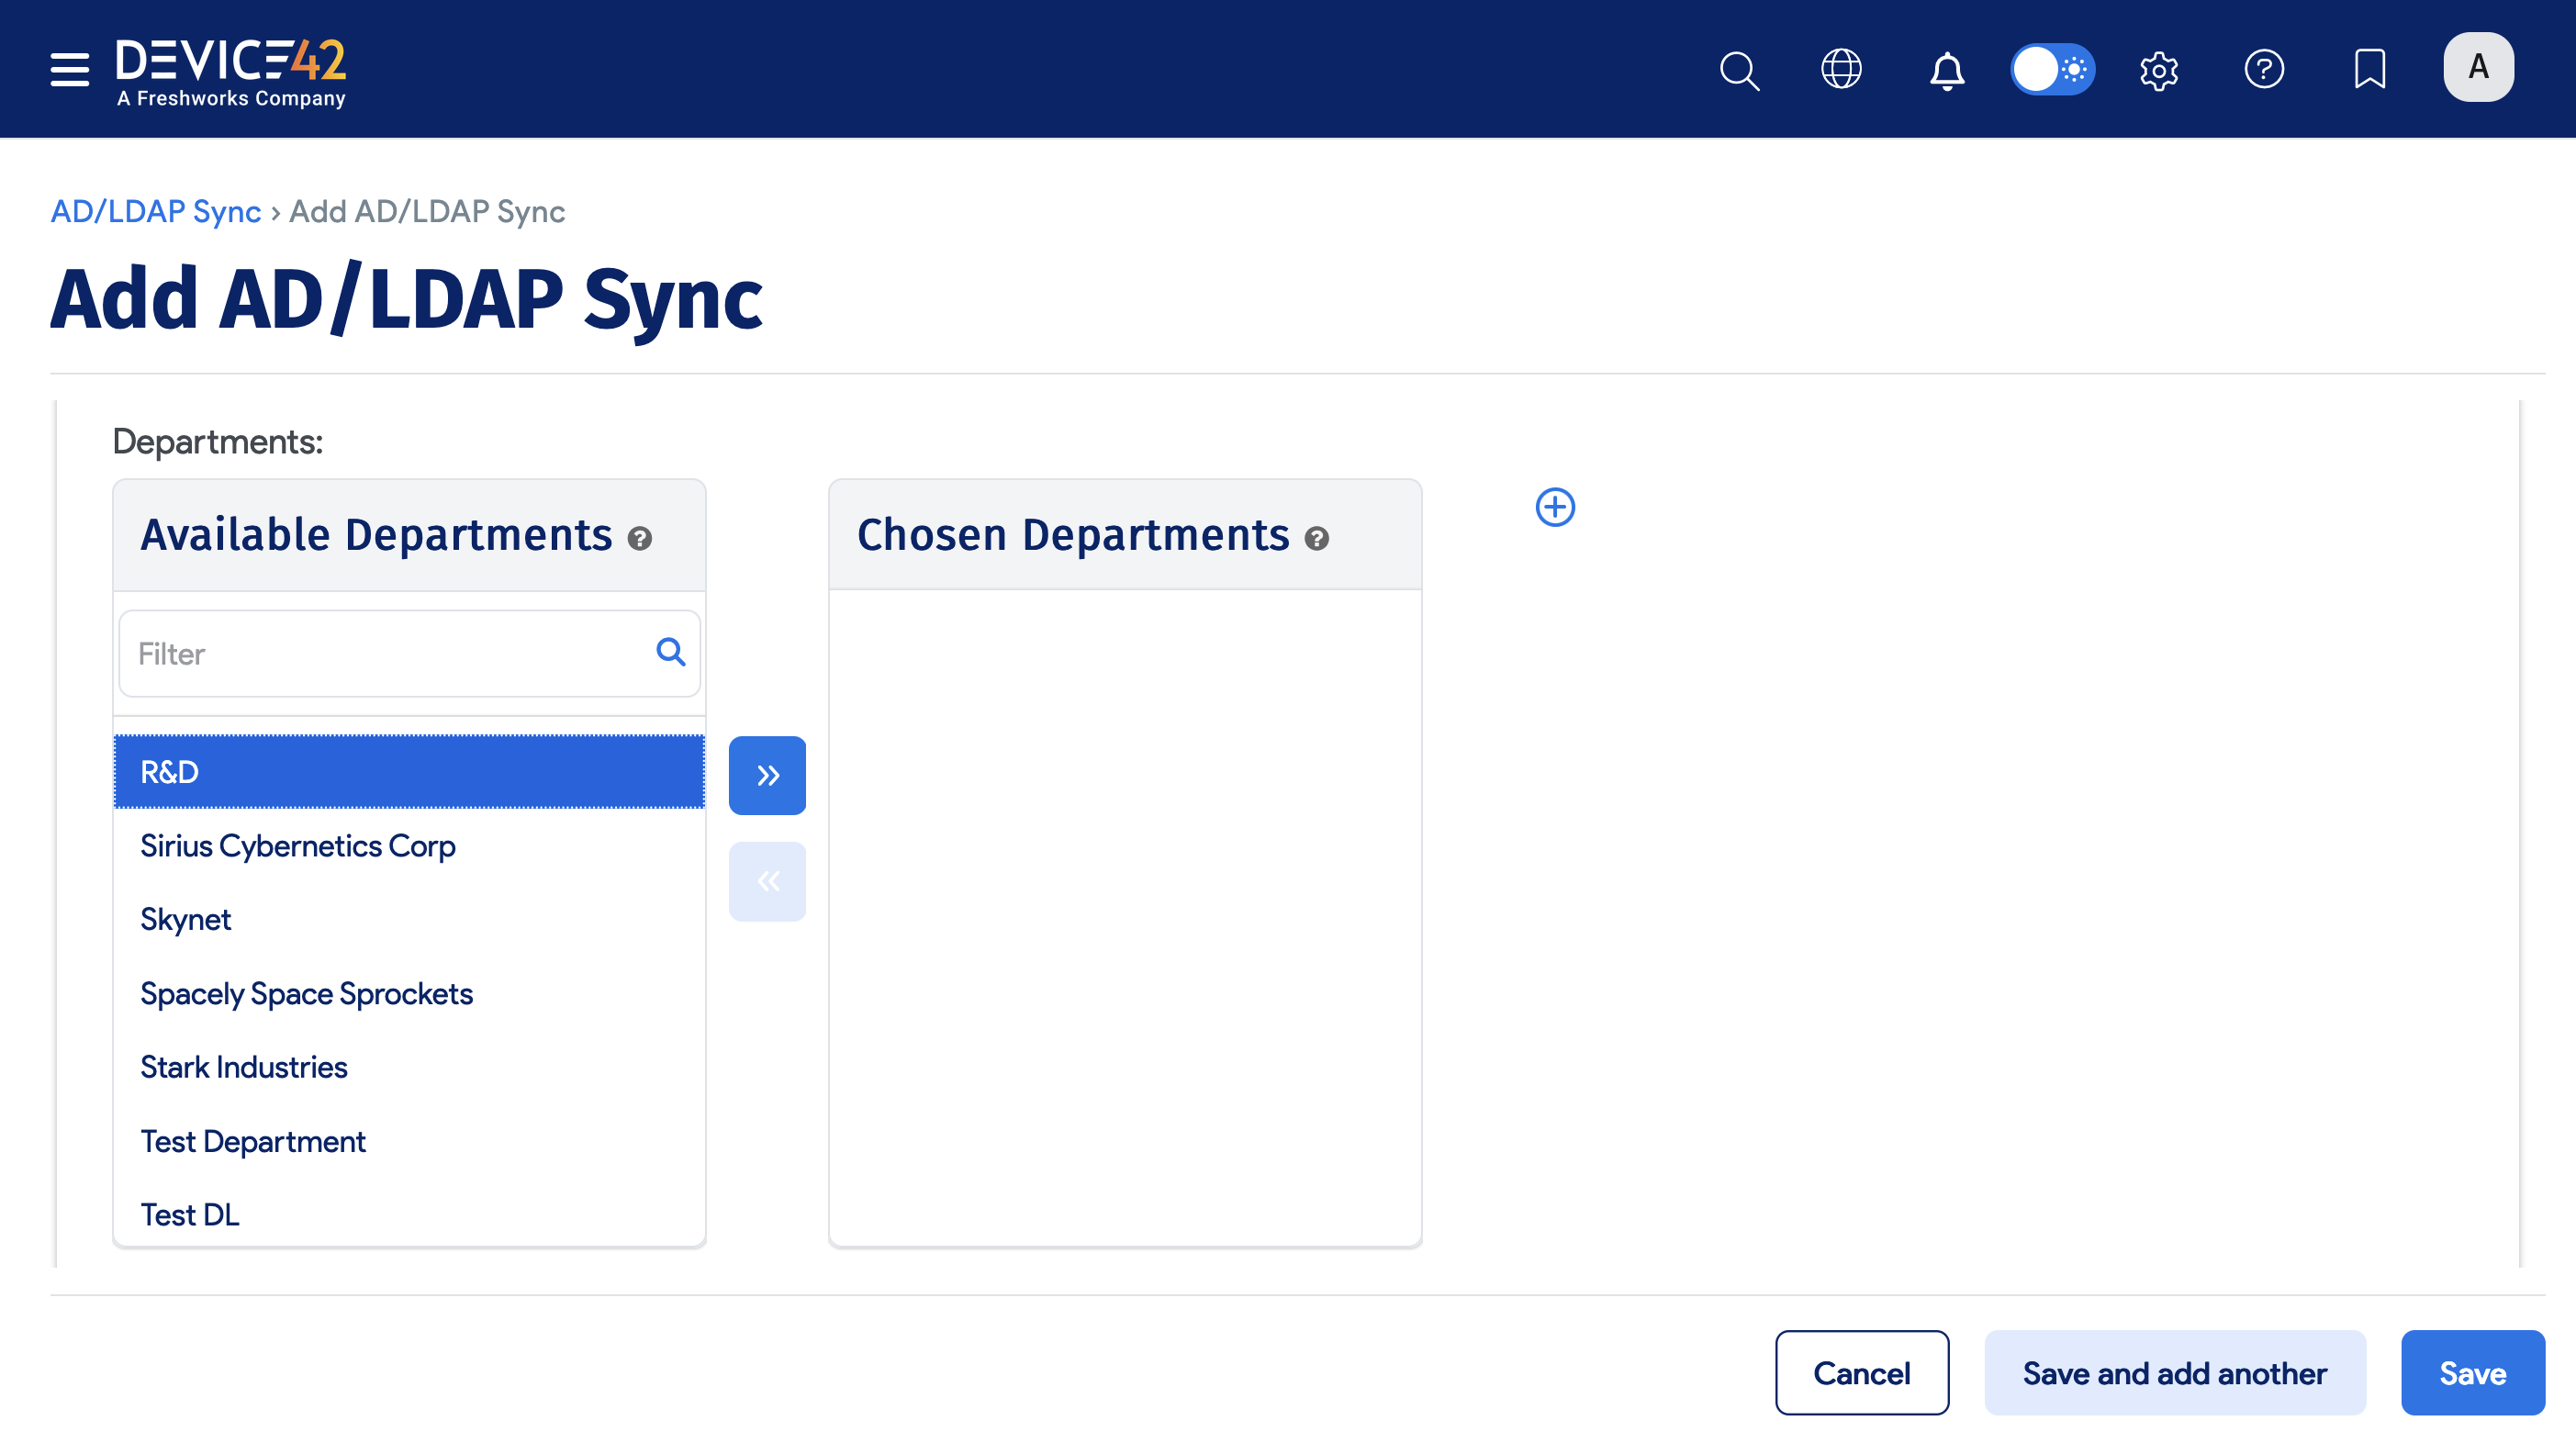 DEVICE42
A Freshworks Company
A
AD/LDAP Sync › Add AD/LDAP Sync
Add AD/LDAP Sync
Departments:
Available Departments ?
Chosen Departments ?
Filter
R&D
Sirius Cybernetics Corp
Skynet
Spacely Space Sprockets
Stark Industries
Test Department
Test DL
Cancel
Save and add another
Save